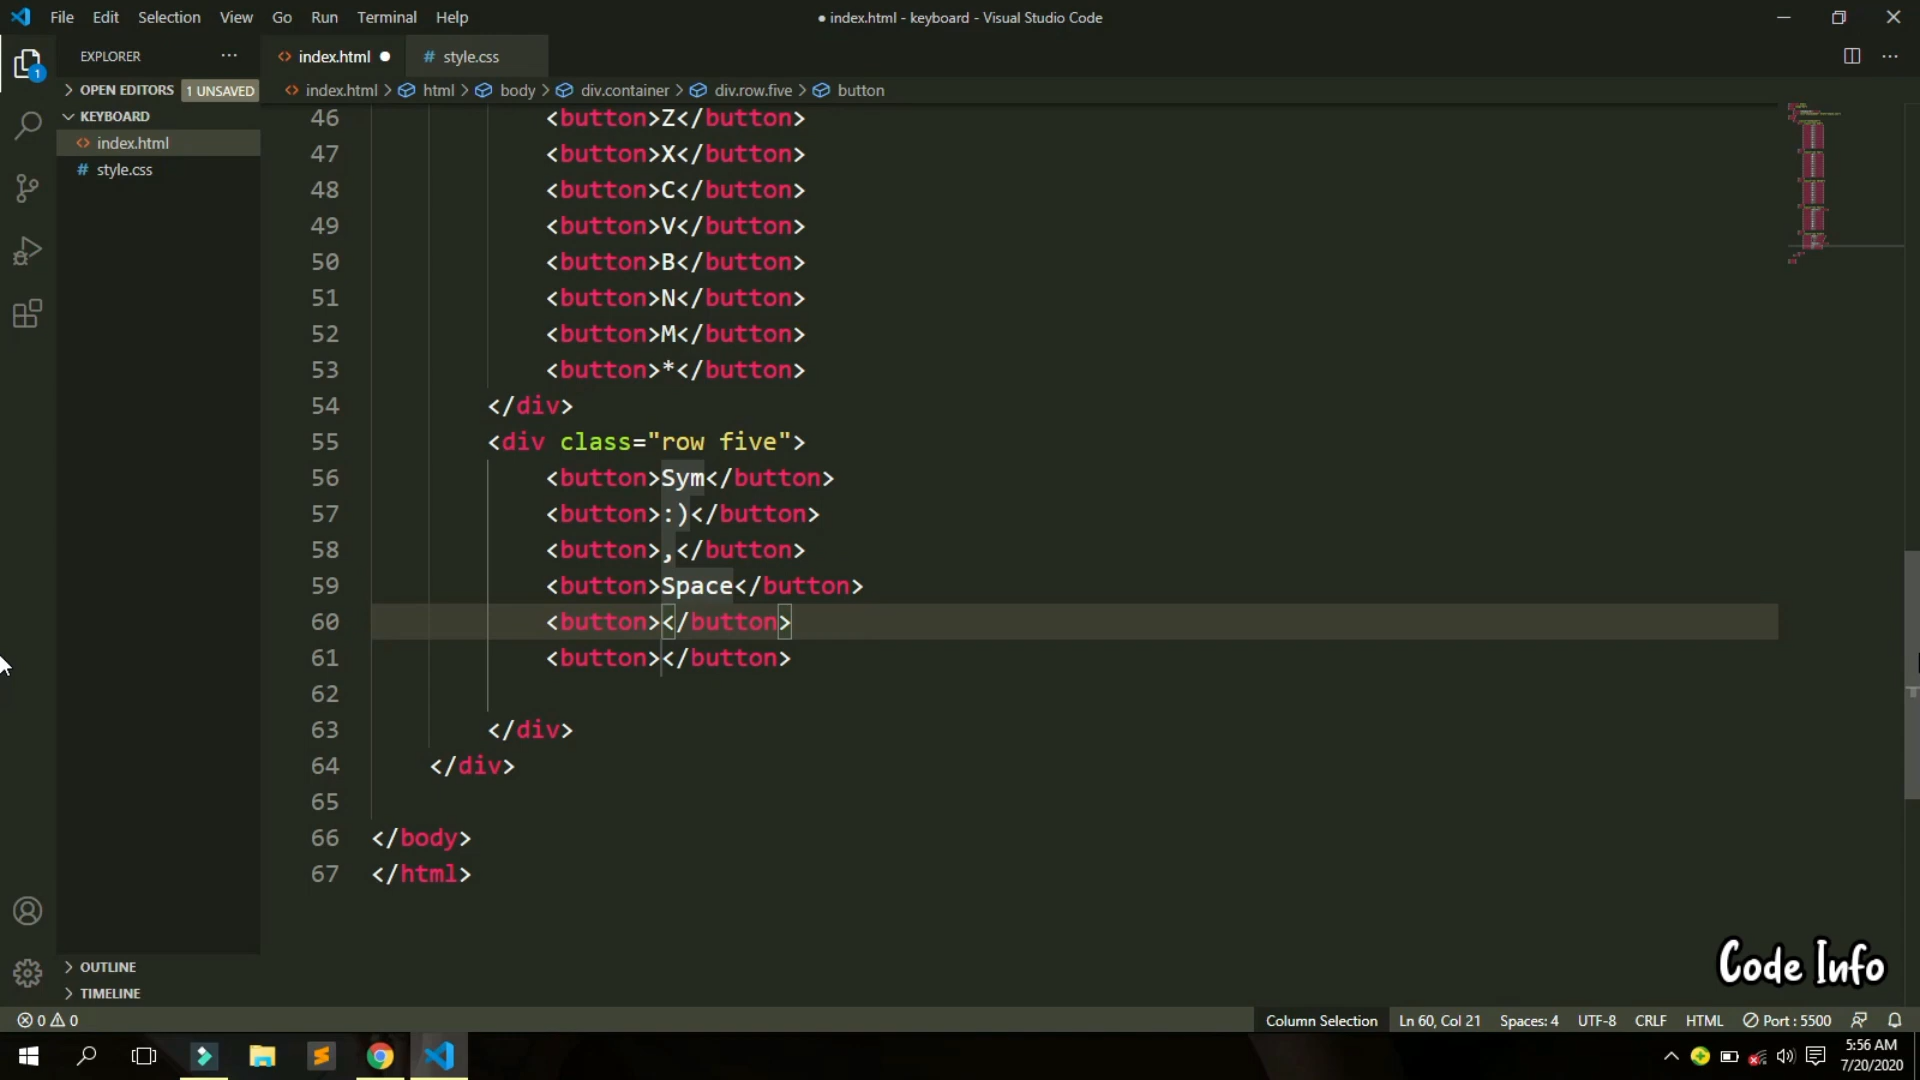 File Edit Selection View Go Run Terminal Help
● index.html - keyboard - Visual Studio Code
EXPLORER ···
<> index.html ●
# style.css
OPEN EDITORS 1 UNSAVED
index.html > html > body > div.container > div.row.five > button
KEYBOARD
<> index.html
# style.css
1
46 <button>Z</button>
47 <button>X</button>
48 <button>C</button>
49 <button>V</button>
50 <button>B</button>
51 <button>N</button>
52 <button>M</button>
53 <button>*</button>
54 </div>
55 <div class="row five">
56 <button>Sym</button>
57 <button>:)</button>
58 <button>,</button>
59 <button>Space</button>
60 <button></button>
61 <button></button>
62
63 </div>
64 </div>
65
66 </body>
67 </html>
OUTLINE
TIMELINE
Code Info
0 0
Column Selection Ln 60, Col 21 Spaces: 4 UTF-8 CRLF HTML Port : 5500
5:56 AM
7/20/2020